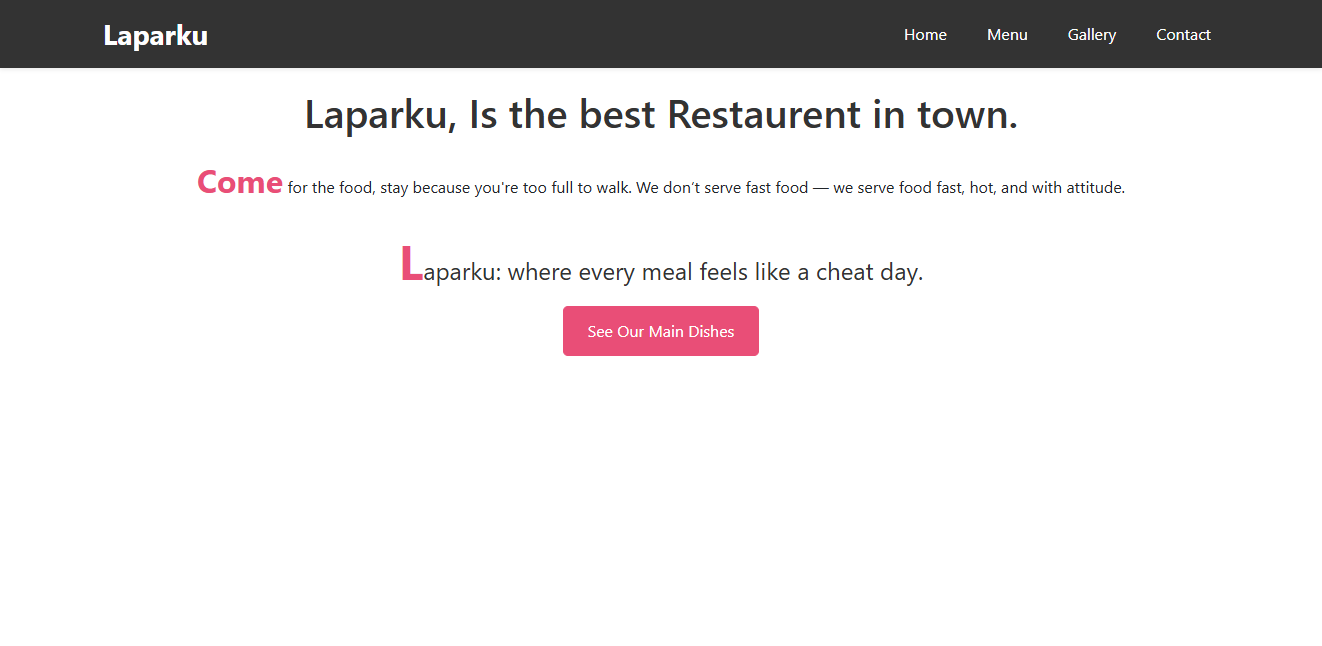 Laparku
Home Menu Gallery Contact
Laparku, Is the best Restaurent in town.
Come for the food, stay because you're too full to walk. We don’t serve fast food — we serve food fast, hot, and with attitude.
Laparku: where every meal feels like a cheat day.
See Our Main Dishes